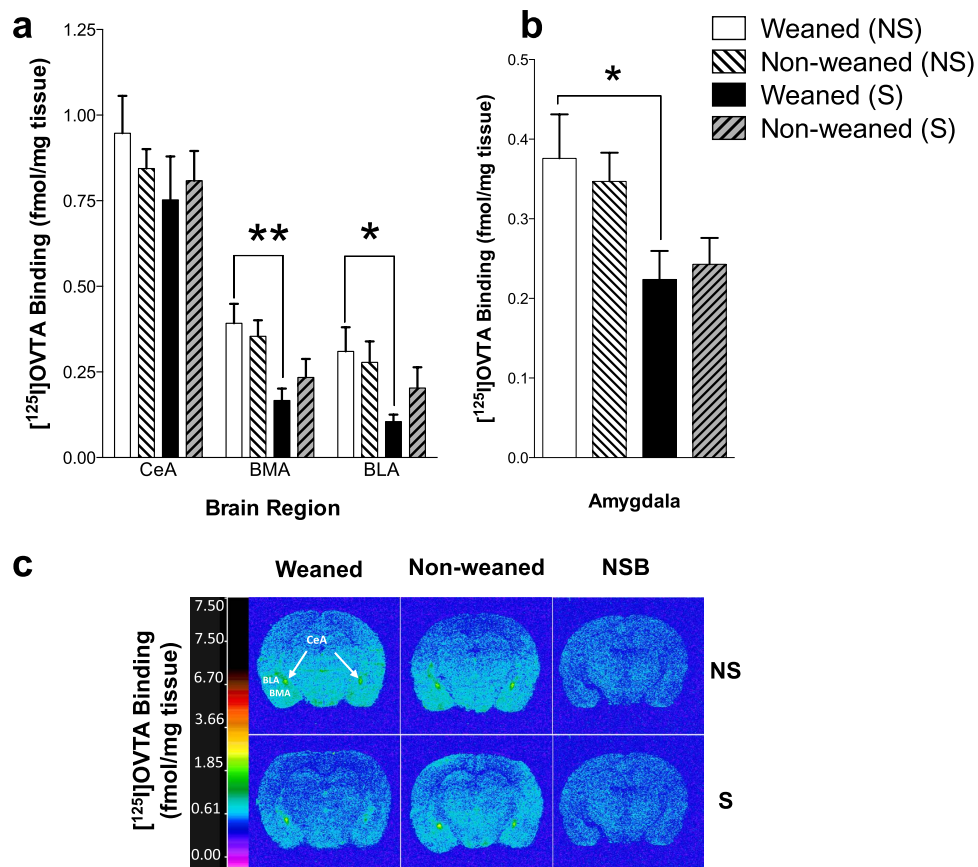 a
b
Weaned (NS)
Non-weaned (NS)
Weaned (S)
Non-weaned (S)
[¹²⁵I]OVTA Binding (fmol/mg tissue)
1.25
1.00
0.75
0.50
0.25
0.00
**
*
CeA
BMA
BLA
Brain Region
[¹²⁵I]OVTA Binding (fmol/mg tissue)
0.5
0.4
0.3
0.2
0.1
0.0
*
Amygdala
c
Weaned
Non-weaned
NSB
[¹²⁵I]OVTA Binding
(fmol/mg tissue)
7.50
7.50
6.70
3.66
1.85
0.61
0.00
CeA
BLA
BMA
NS
S